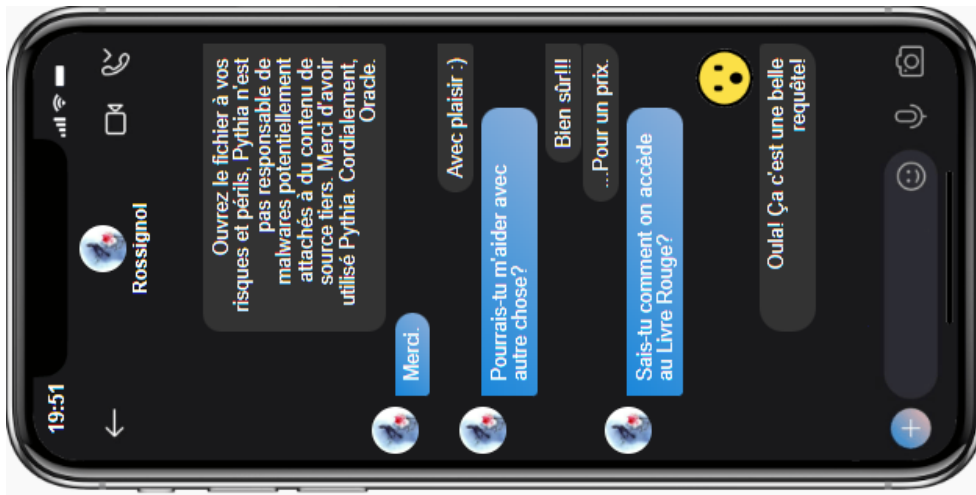 19:51
Rossignol
Ouvrez le fichier à vos
risques et périls, Pythia n'est
pas responsable de
malwares potentiellement
attachés à du contenu de
source tiers. Merci d'avoir
utilisé Pythia. Cordialement,
Oracle.
Merci.
Avec plaisir :)
Pourrais-tu m'aider avec
autre chose?
Bien sûr!!!
...Pour un prix.
Sais-tu comment on accède
au Livre Rouge?
Oula! Ça c'est une belle
requête!